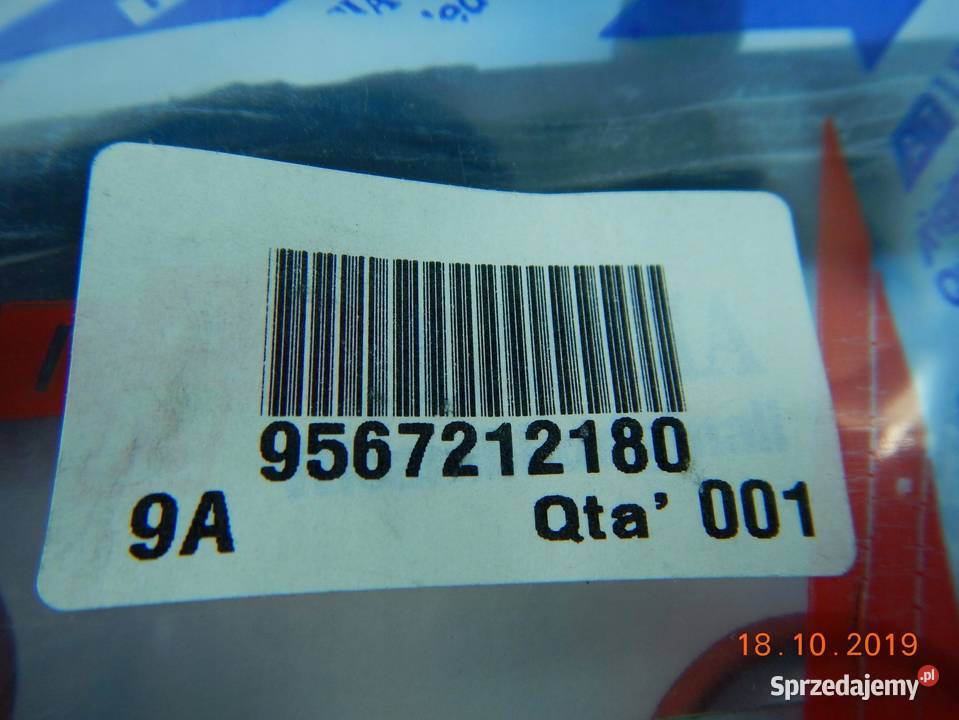 9567212180
9A Qta' 001
18.10.2019
Sprzedajemy.pl